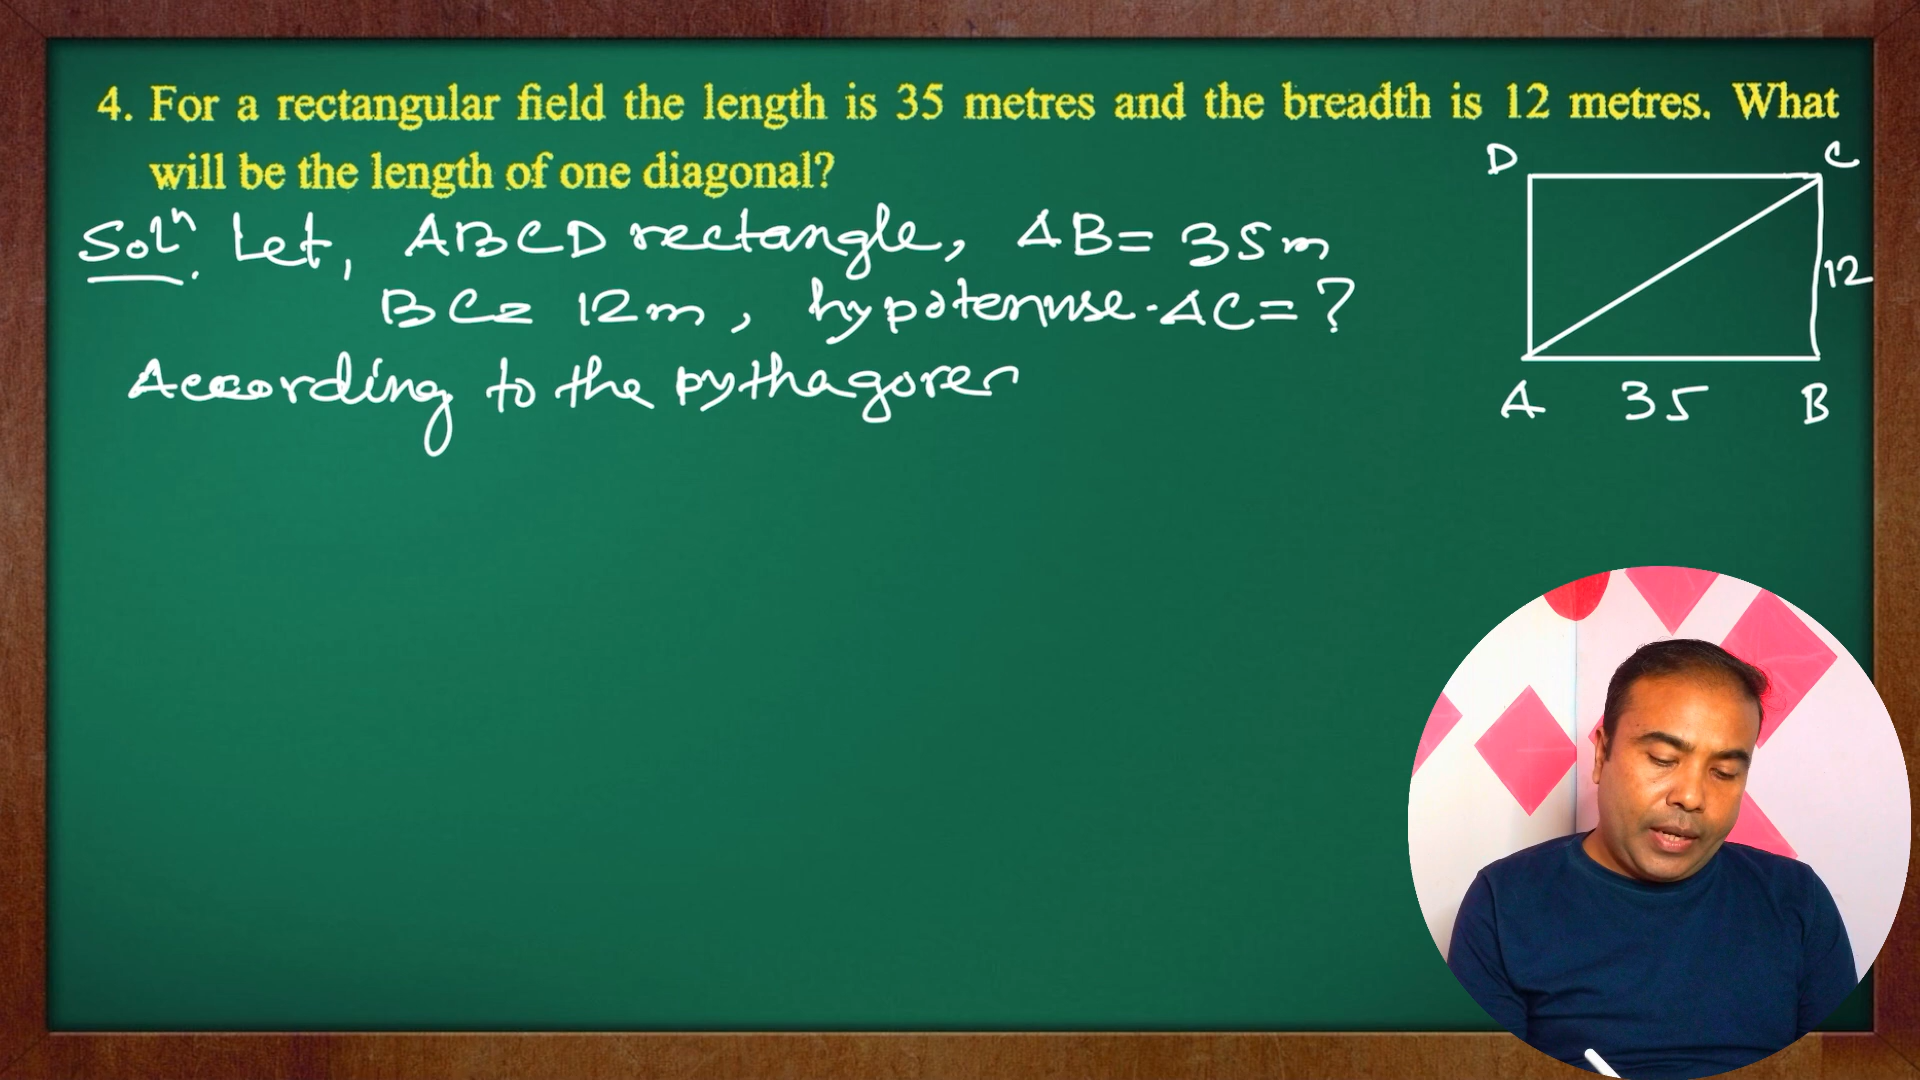 4. For a rectangular field the length is 35 metres and the breadth is 12 metres. What
will be the length of one diagonal?
Solⁿ. Let, ABCD rectangle, AB = 35m
BC = 12m, hypotenuse. AC = ?
According to the pythagoren
D C
12
A 35 B